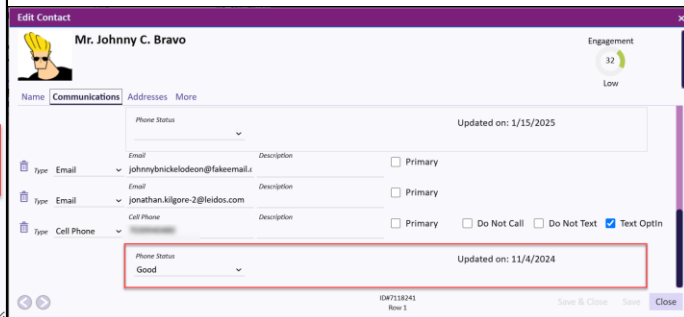 Edit Contact ×
Mr. Johnny C. Bravo
Engagement
32
Low
Name Communications Addresses More
Phone Status
Updated on: 1/15/2025
Email Description
Type Email johnnybnickelodeon@fakeemail.c Primary
Email Description
Type Email jonathan.kilgore-2@leidos.com Primary
Cell Phone Description
Type Cell Phone Primary Do Not Call Do Not Text Text OptIn
Phone Status
Good Updated on: 11/4/2024
ID#7118241
Row 1
Save & Close Save Close